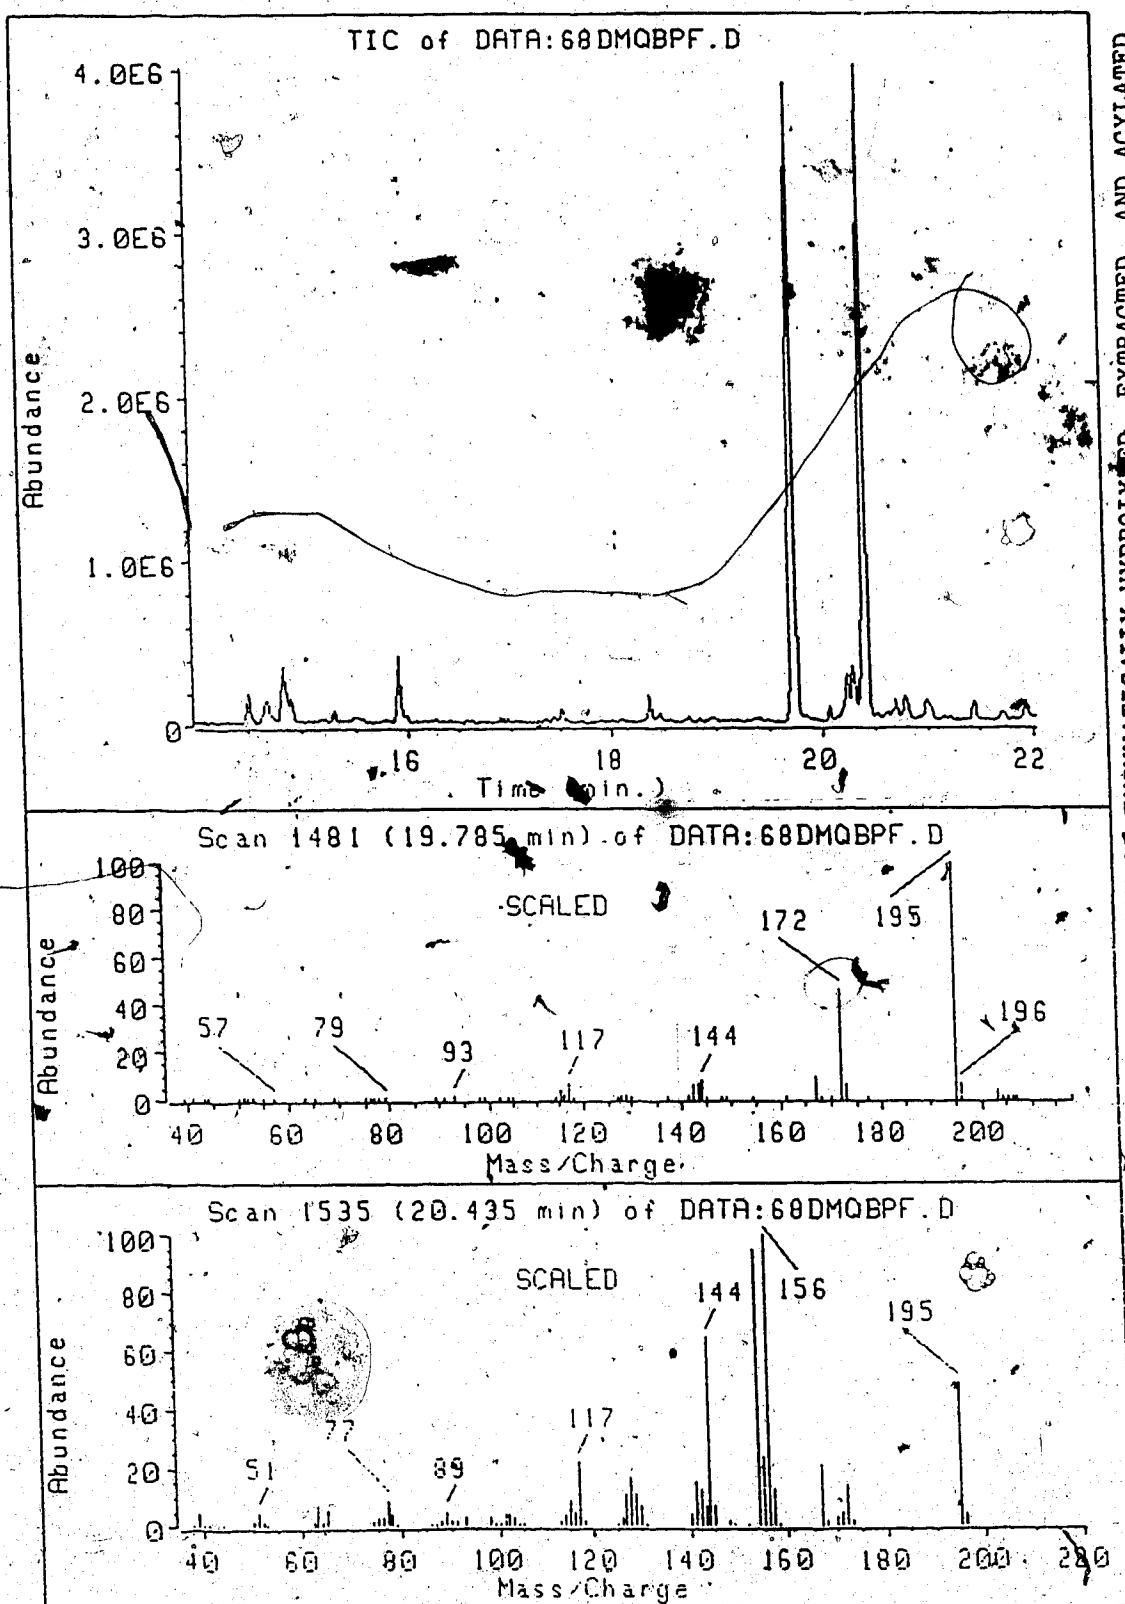 TIC of DATA:68DMQBPF.D
4.0E6
3.0E6
2.0E6
1.0E6
0
Abundance
16 18 20 22
Time min.)
Scan 1481 (19.785 min) of DATA:68DMQBPF.D
SCALED
100
80
60
40
20
0
Abundance
57 79 93 117 144 172 195 196
40 60 80 100 120 140 160 180 200
Mass/Charge
Scan 1535 (20.435 min) of DATA:68DMQBPF.D
SCALED
100
80
60
40
20
0
Abundance
51 77 89 117 144 156 195
40 60 80 100 120 140 160 180 200
Mass/Charge
HYDROLYZED, EXTRACTED, AND ACYLATED